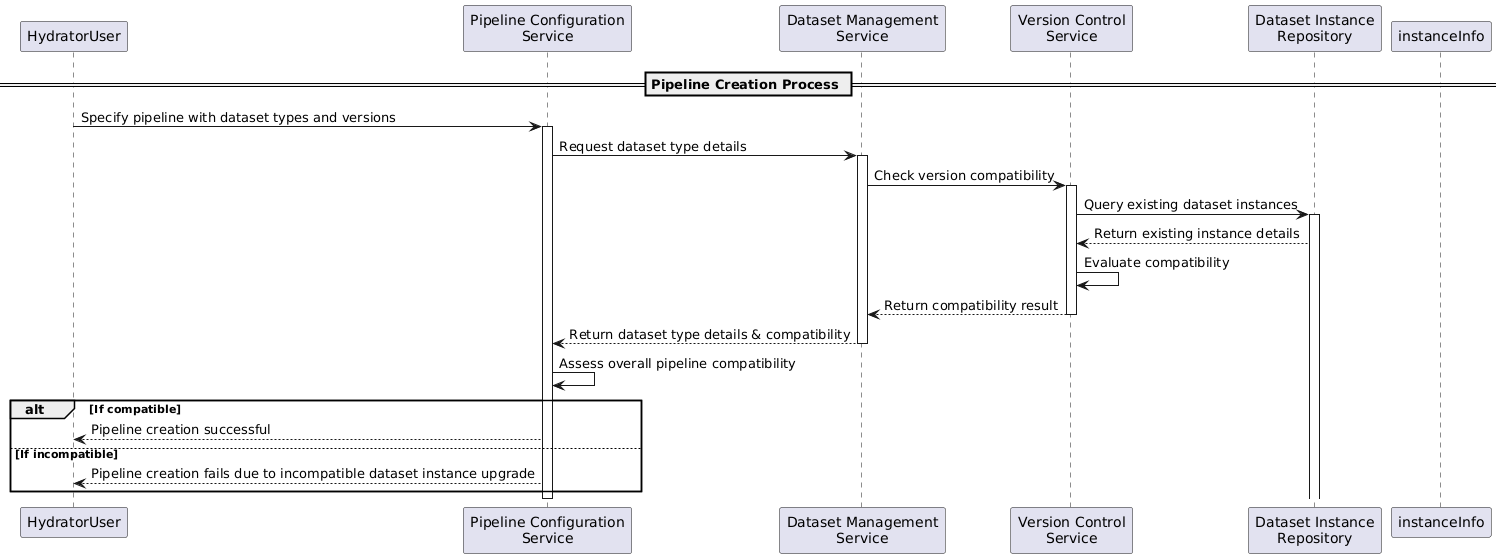 HydratorUser
Pipeline Configuration
Service
Dataset Management
Service
Version Control
Service
Dataset Instance
Repository
instanceInfo
Pipeline Creation Process
Specify pipeline with dataset types and versions
Request dataset type details
Check version compatibility
Query existing dataset instances
Return existing instance details
Evaluate compatibility
Return compatibility result
Return dataset type details & compatibility
Assess overall pipeline compatibility
alt [If compatible]
Pipeline creation successful
[If incompatible]
Pipeline creation fails due to incompatible dataset instance upgrade
HydratorUser
Pipeline Configuration
Service
Dataset Management
Service
Version Control
Service
Dataset Instance
Repository
instanceInfo